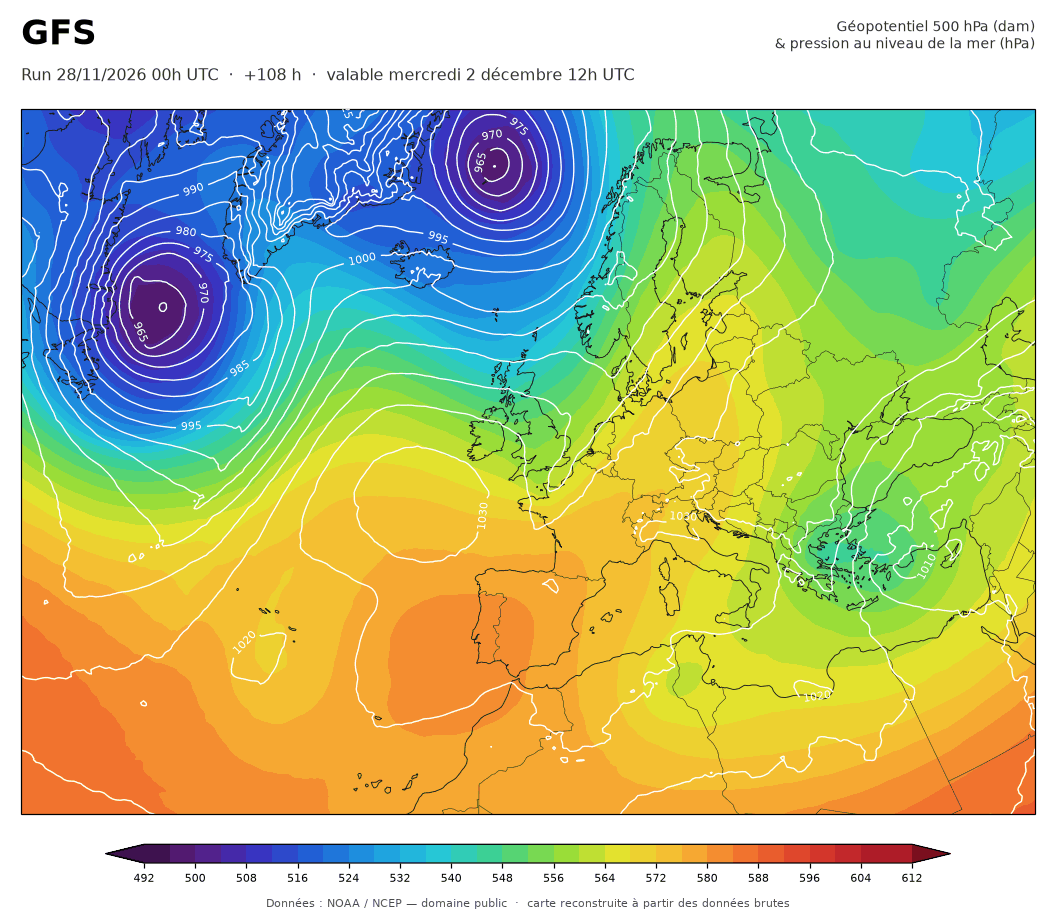 GFS
Géopotentiel 500 hPa (dam)
& pression au niveau de la mer (hPa)
Run 28/11/2026 00h UTC · +108 h · valable mercredi 2 décembre 12h UTC
975
970
965
990
980
995
975
1000
970
965
985
995
1030
1010
1020
1020
492 500 508 516 524 532 540 548 556 564 572 580 588 596 604 612
Données : NOAA / NCEP — domaine public · carte reconstruite à partir des données brutes